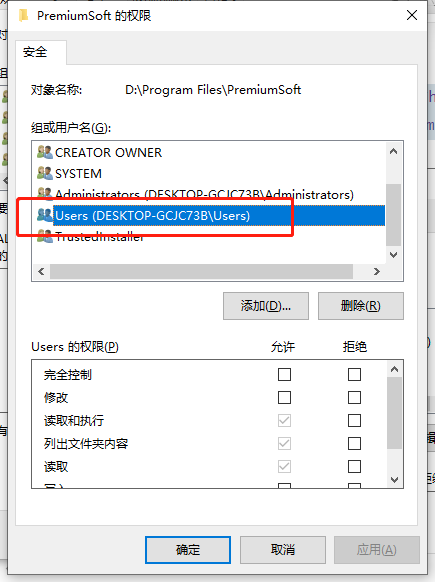 PremiumSoft 的权限
安全
对象名称: D:\Program Files\PremiumSoft
组或用户名(G):
CREATOR OWNER
SYSTEM
Administrators (DESKTOP-GCJC73B\Administrators)
Users (DESKTOP-GCJC73B\Users)
TrustedInstaller
添加(D)... 删除(R)
Users 的权限(P) 允许 拒绝
完全控制
修改
读取和执行
列出文件夹内容
读取
确定 取消 应用(A)